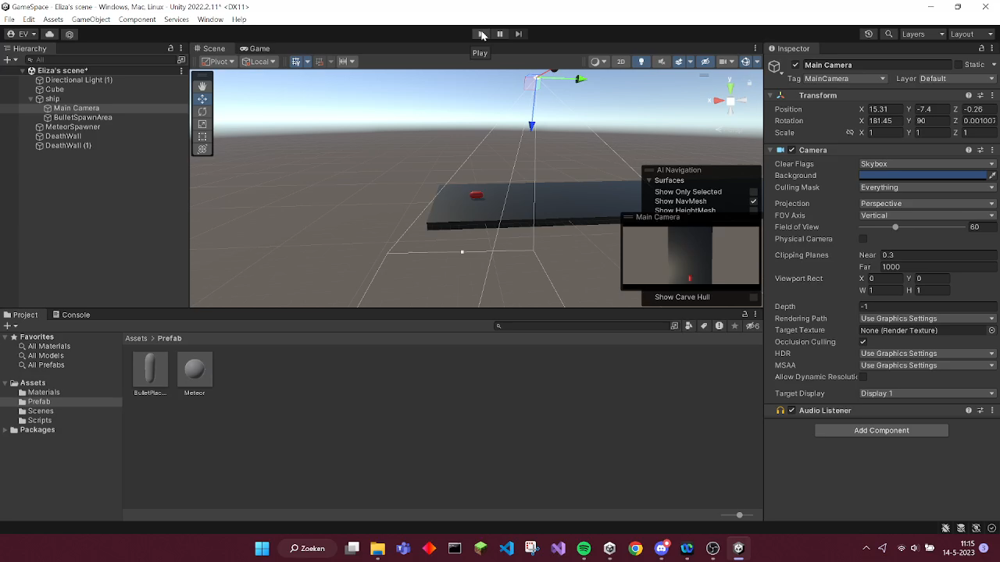 GameSpace - Eliza's scene - Windows, Mac, Linux - Unity 2022.2.11* <DX11>
File Edit Assets GameObject Component Services Window Help
EV
Play
Layers
Layout
Hierarchy
All
Eliza's scene*
Directional Light (1)
Cube
ship
Main Camera
BulletSpawnArea
MeteorSpawner
DeathWall
DeathWall (1)
Scene
Game
Pivot
Local
2D
y
x
AI Navigation
Surfaces
Show Only Selected
Show NavMesh
Show HeightMesh
Main Camera
Show Carve Hull
Inspector
Main Camera
Static
Tag MainCamera Layer Default
Transform
Position X 15.31 Y -7.4 Z -0.26
Rotation X 181.45 Y 90 Z 0.001007
Scale X 1 Y 1 Z 1
Camera
Clear Flags Skybox
Background
Culling Mask Everything
Projection Perspective
FOV Axis Vertical
Field of View 60
Physical Camera
Clipping Planes Near 0.3
Far 1000
Viewport Rect X 0 Y 0
W 1 H 1
Depth -1
Rendering Path Use Graphics Settings
Target Texture None (Render Texture)
Occlusion Culling
HDR Use Graphics Settings
MSAA Use Graphics Settings
Allow Dynamic Resoluti
Target Display Display 1
Audio Listener
Add Component
Project
Console
6
Favorites
All Materials
All Models
All Prefabs
Assets
Materials
Prefab
Scenes
Scripts
Packages
Assets > Prefab
BulletPlac...
Meteor
Zoeken
11:15
14-5-2023